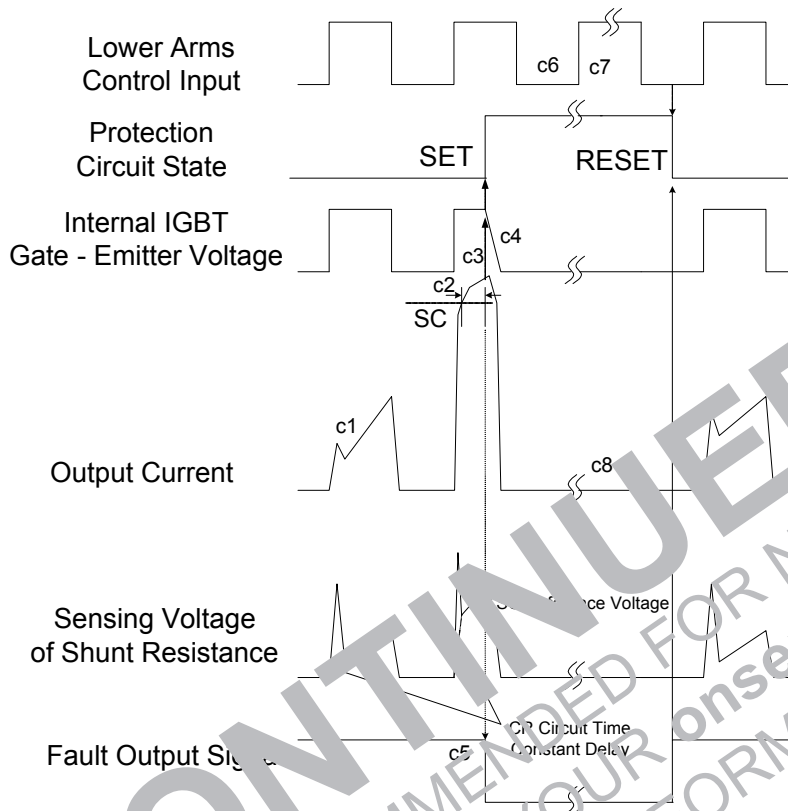 Lower Arms
Control Input
c6 c7
Protection
Circuit State
SET
RESET
Internal IGBT
Gate - Emitter Voltage
c4
c3
c2
SC
c1
Output Current
c8
Sensing Voltage
of Shunt Resistance
Voltage
CR Circuit Time
Constant Delay
Fault Output
c5